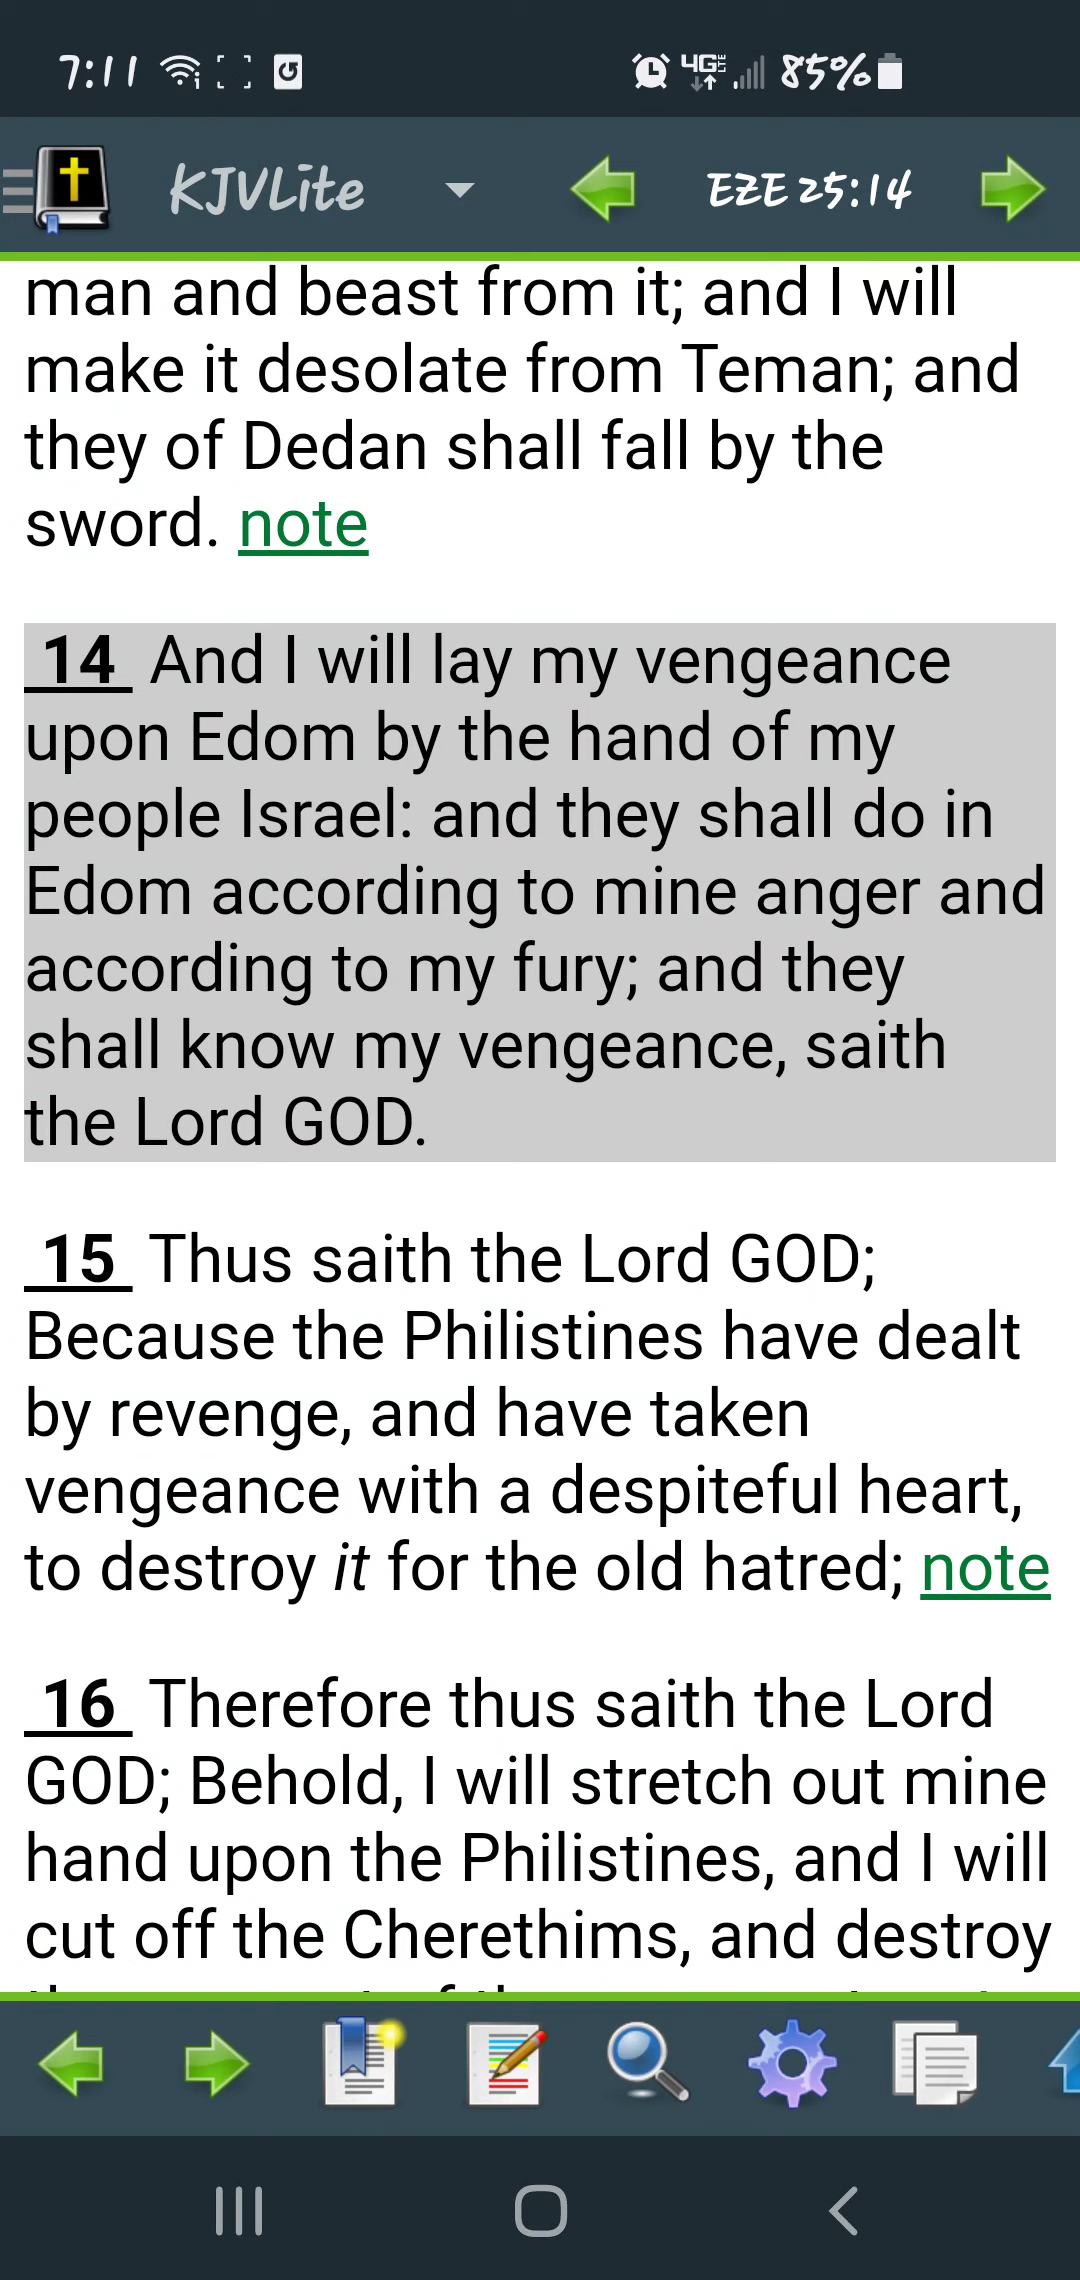 7:11 4G LTE 85%
KJVLite EZE 25:14
man and beast from it; and I will
make it desolate from Teman; and
they of Dedan shall fall by the
sword. note
14 And I will lay my vengeance
upon Edom by the hand of my
people Israel: and they shall do in
Edom according to mine anger and
according to my fury; and they
shall know my vengeance, saith
the Lord GOD.
15 Thus saith the Lord GOD;
Because the Philistines have dealt
by revenge, and have taken
vengeance with a despiteful heart,
to destroy it for the old hatred; note
16 Therefore thus saith the Lord
GOD; Behold, I will stretch out mine
hand upon the Philistines, and I will
cut off the Cherethims, and destroy